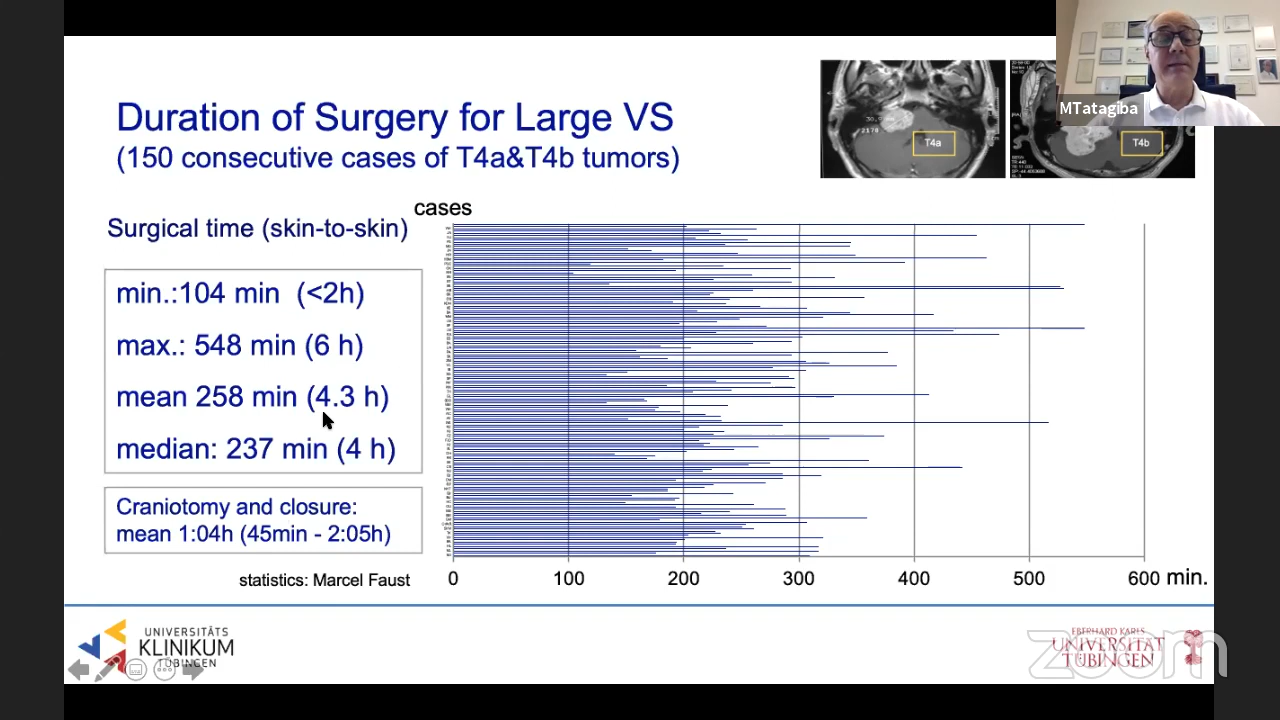 Duration of Surgery for Large VS
(150 consecutive cases of T4a&T4b tumors)
T4a
T4b
MTatagiba
Surgical time (skin-to-skin)
cases
min.:104 min (<2h)
max.: 548 min (6 h)
mean 258 min (4.3 h)
median: 237 min (4 h)
Craniotomy and closure:
mean 1:04h (45min - 2:05h)
statistics: Marcel Faust
0 100 200 300 400 500 600 min.
UNIVERSITÄTS
KLINIKUM
TÜBINGEN
EBERHARD KARLS
UNIVERSITÄT
TÜBINGEN
zoom